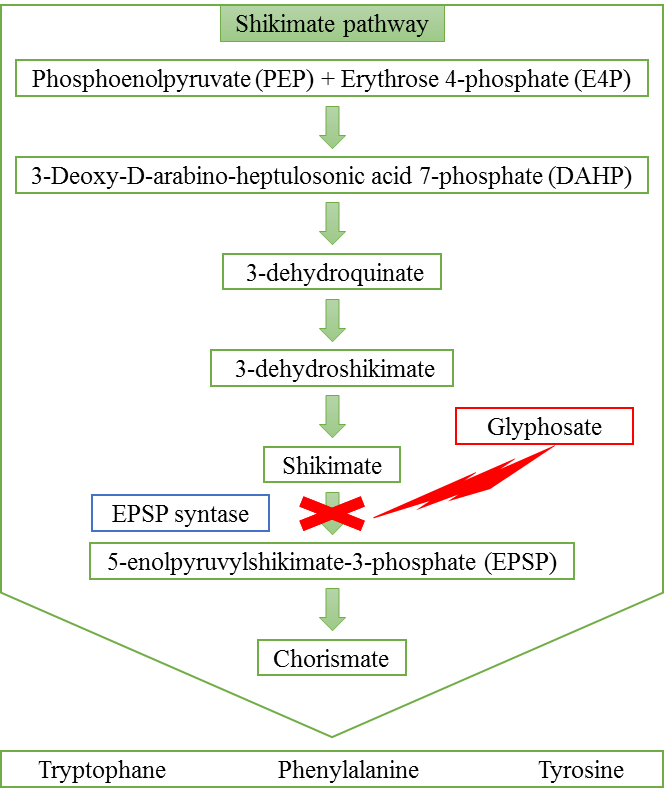 Shikimate pathway
Phosphoenolpyruvate (PEP) + Erythrose 4-phosphate (E4P)
3-Deoxy-D-arabino-heptulosonic acid 7-phosphate (DAHP)
3-dehydroquinate
3-dehydroshikimate
Glyphosate
Shikimate
EPSP syntase
5-enolpyruvylshikimate-3-phosphate (EPSP)
Chorismate
Tryptophane Phenylalanine Tyrosine